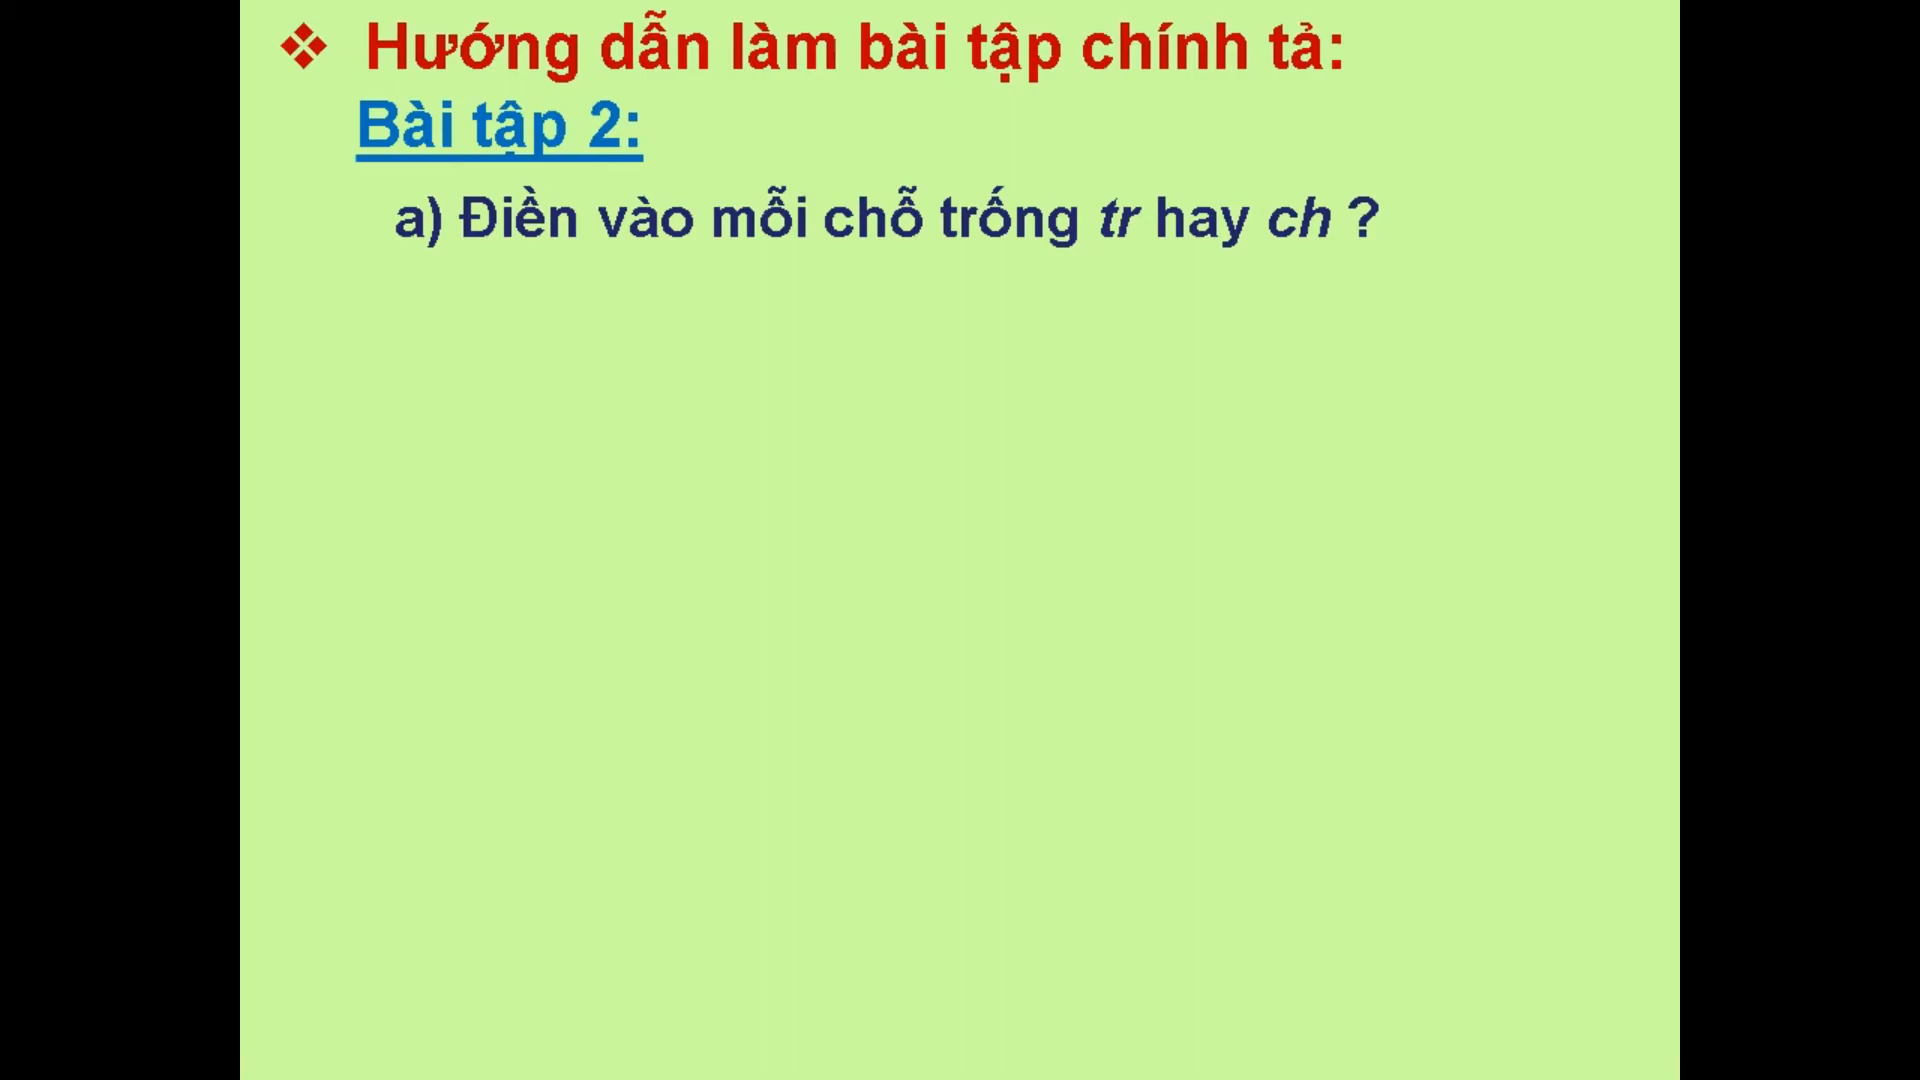 ❖ Hướng dẫn làm bài tập chính tả:
Bài tập 2:
a) Điền vào mỗi chỗ trống tr hay ch ?